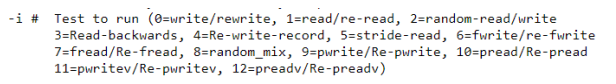 -i #  Test to run (0=write/rewrite, 1=read/re-read, 2=random-read/write
3=Read-backwards, 4=Re-write-record, 5=stride-read, 6=fwrite/re-fwrite
7=fread/Re-fread, 8=random_mix, 9=pwrite/Re-pwrite, 10=pread/Re-pread
11=pwritev/Re-pwritev, 12=preadv/Re-preadv)